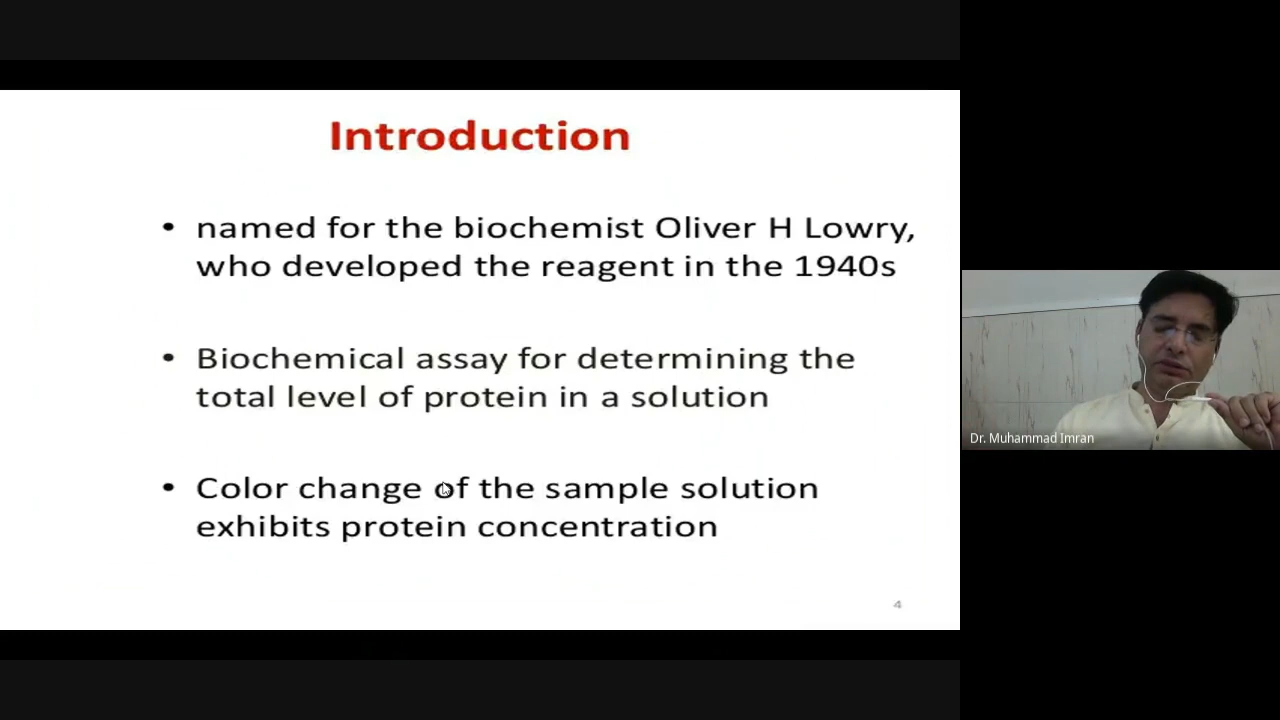 Introduction
• named for the biochemist Oliver H Lowry,
who developed the reagent in the 1940s
• Biochemical assay for determining the
total level of protein in a solution
• Color change of the sample solution
exhibits protein concentration
4
Dr. Muhammad Imran